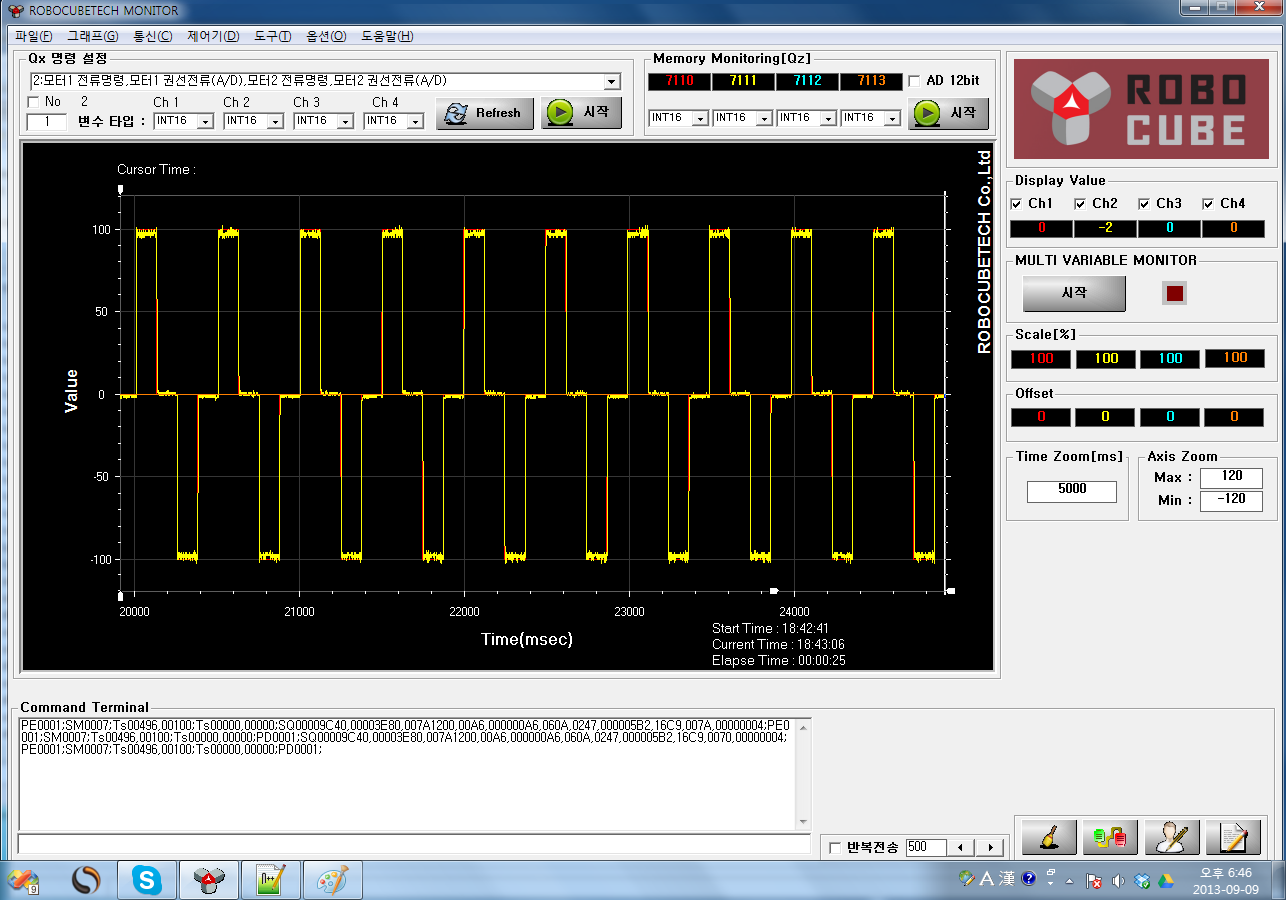 ROBOCUBETECH MONITOR
파일(F) 그래프(G) 통신(C) 제어기(D) 도구(T) 옵션(O) 도움말(H)
Qx 명령 설정
2:모터1 전류명령,모터1 권선전류(A/D),모터2 전류명령,모터2 권선전류(A/D)
No 2 Ch 1 Ch 2 Ch 3 Ch 4
1 변수 타입 : INT16 INT16 INT16 INT16
Refresh 시작
Memory Monitoring[Qz]
7110 7111 7112 7113 AD 12bit
INT16 INT16 INT16 INT16 시작
ROBO
CUBE
Cursor Time :
ROBOCUBETECH Co.,Ltd
Value
100
50
0
-50
-100
20000 21000 22000 23000 24000
Time(msec)
Start Time : 18:42:41
Current Time : 18:43:06
Elapse Time : 00:00:25
Display Value
Ch1 Ch2 Ch3 Ch4
0 -2 0 0
MULTI VARIABLE MONITOR
시작
Scale[%]
100 100 100 100
Offset
0 0 0 0
Time Zoom[ms]
5000
Axis Zoom
Max : 120
Min : -120
Command Terminal
PE0001;SM0007;Ts00496,00100;Ts00000,00000;SQ00009C40,00003E80,007A1200,00A6,000000A6,060A,0247,000005B2,16C9,007A,00000004;PE0
001;SM0007;Ts00496,00100;Ts00000,00000;PD0001;SQ00009C40,00003E80,007A1200,00A6,000000A6,060A,0247,000005B2,16C9,0070,00000004;
PE0001;SM0007;Ts00496,00100;Ts00000,00000;PD0001;
반복전송 500
9
S
n++
A 漢 ?
오후 6:46
2013-09-09